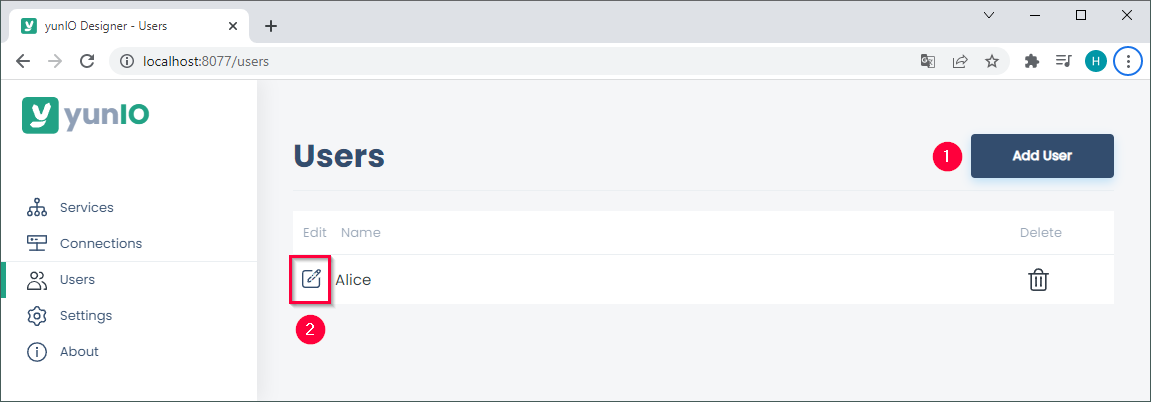 yunIO Designer - Users
localhost:8077/users
H
yunIO
Users
1
Add User
Services
Connections
Users
Settings
About
Edit Name Delete
Alice
2